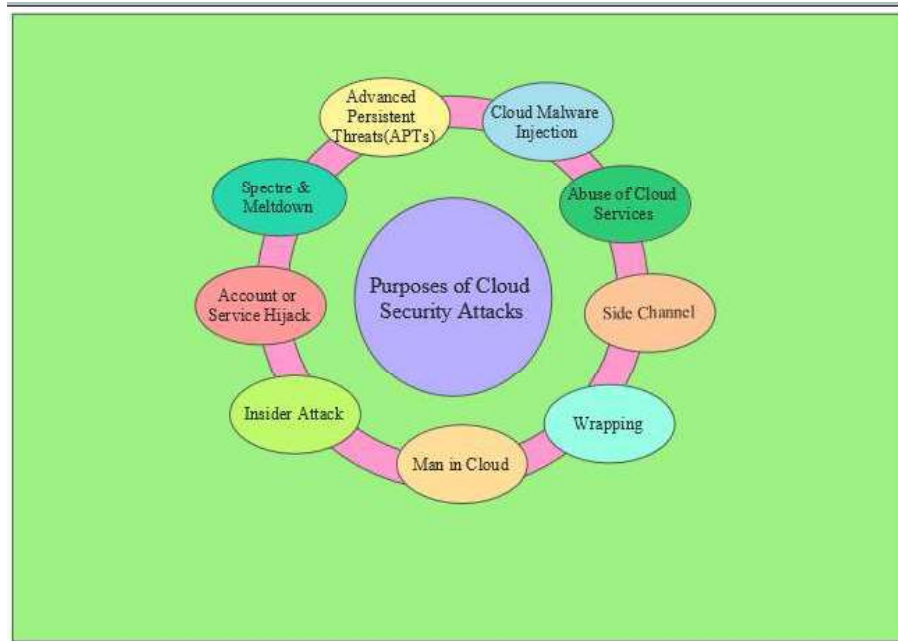 Advanced
Persistent
Threats(APTs)
Cloud Malware
Injection
Spectre &
Meltdown
Abuse of Cloud
Services
Purposes of Cloud
Security Attacks
Account or
Service Hijack
Side Channel
Insider Attack
Wrapping
Man in Cloud